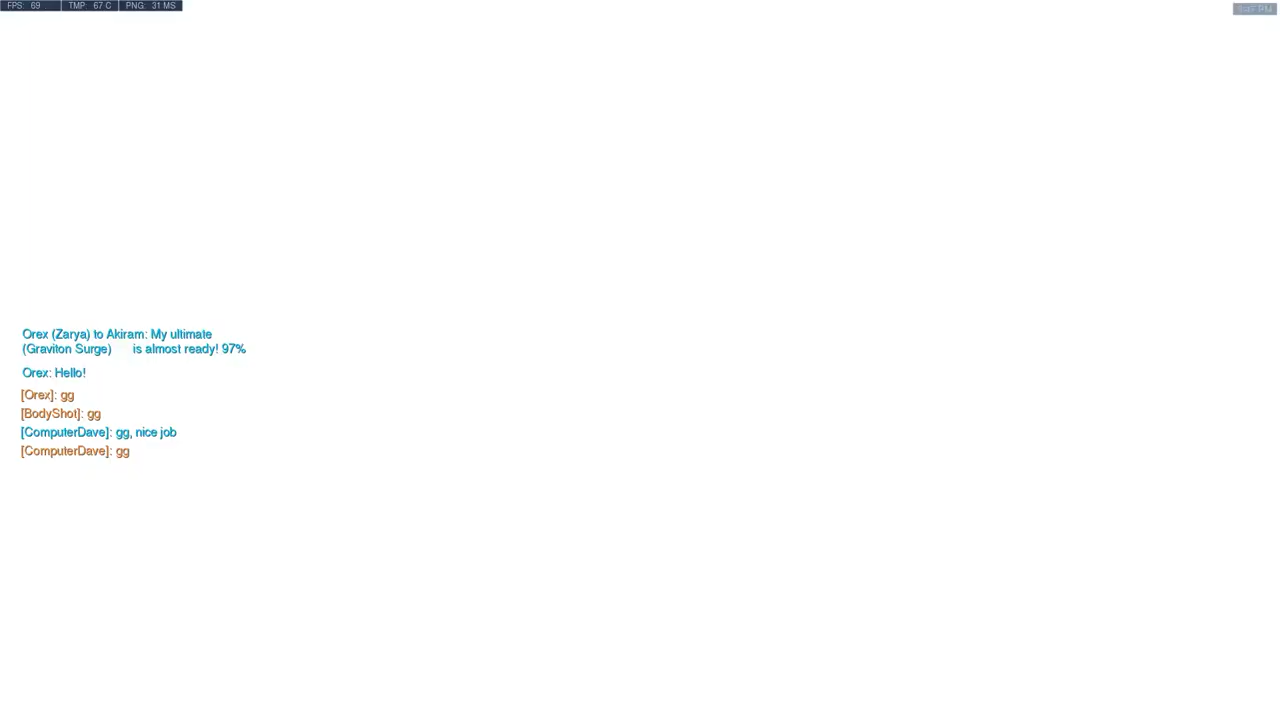 FPS: 69 TMP: 67 C PNG: 31 MS
Orex (Zarya) to Akiram: My ultimate
(Graviton Surge) is almost ready! 97%
Orex: Hello!
[Orex]: gg
[BodyShot]: gg
[ComputerDave]: gg, nice job
[ComputerDave]: gg